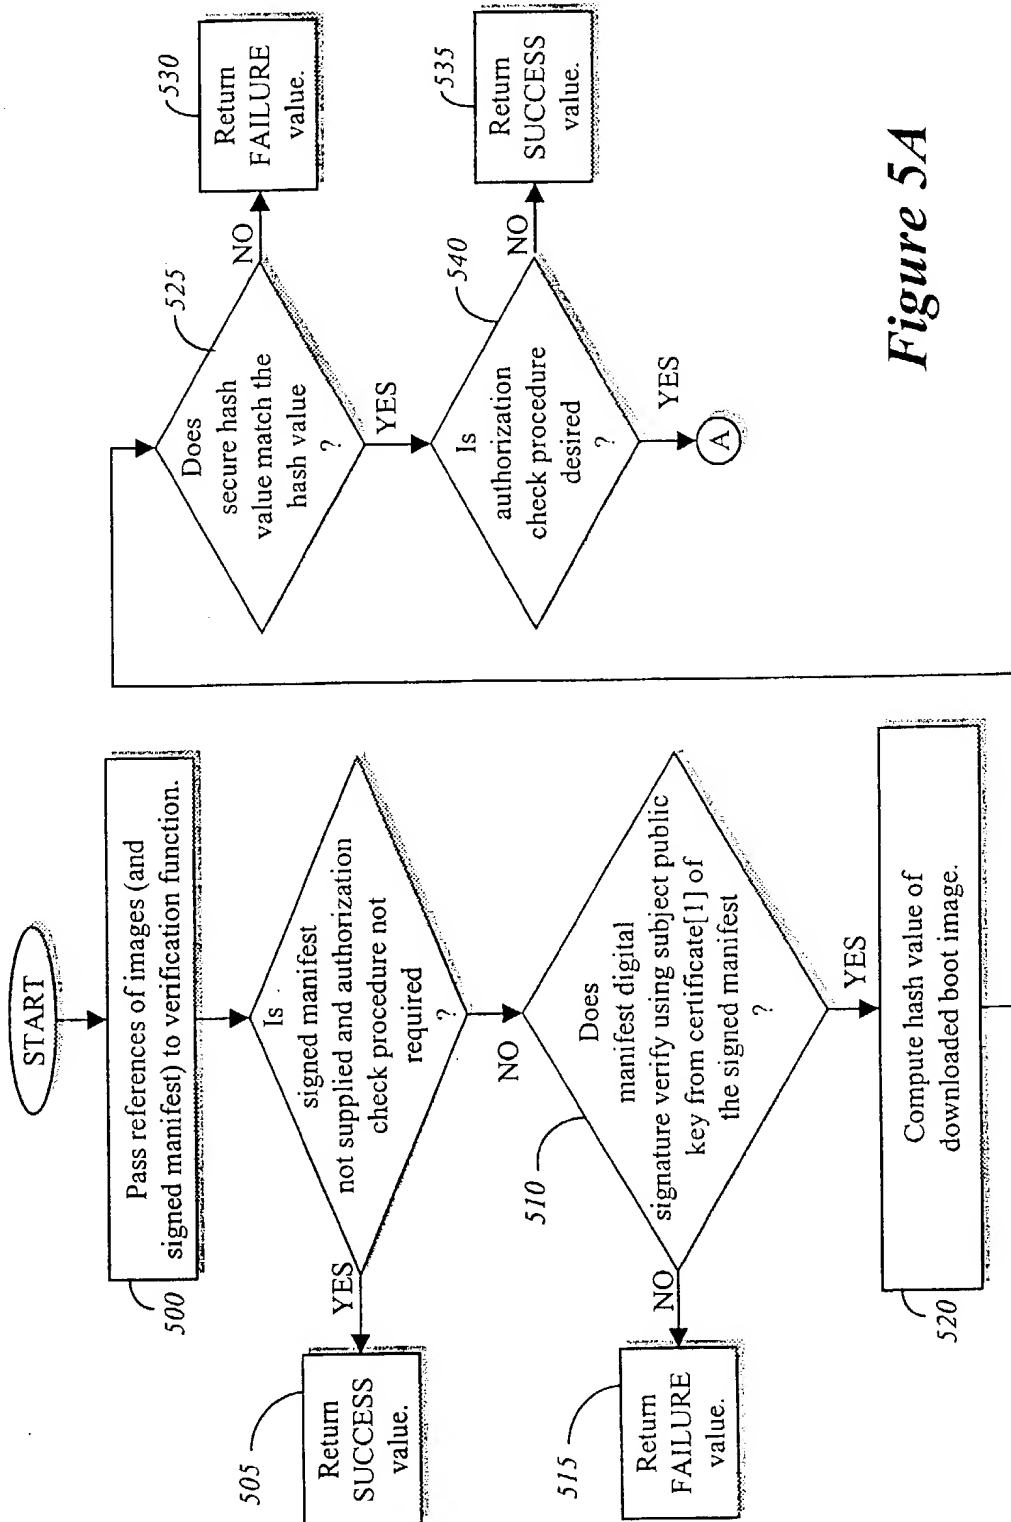 START
Pass references of images (and
signed manifest) to verification function.
500
Is
signed manifest
not supplied and authorization
check procedure not
required
?
YES
505
Return
SUCCESS
value.
NO
Does
manifest digital
signature verify using subject public
key from certificate[1] of
the signed manifest
?
510
NO
515
Return
FAILURE
value.
YES
Compute hash value of
downloaded boot image.
520
Does
secure hash
value match the
hash value
?
525
NO
530
Return
FAILURE
value.
YES
Is
authorization
check procedure
desired
?
540
NO
535
Return
SUCCESS
value.
YES
A
Figure 5A